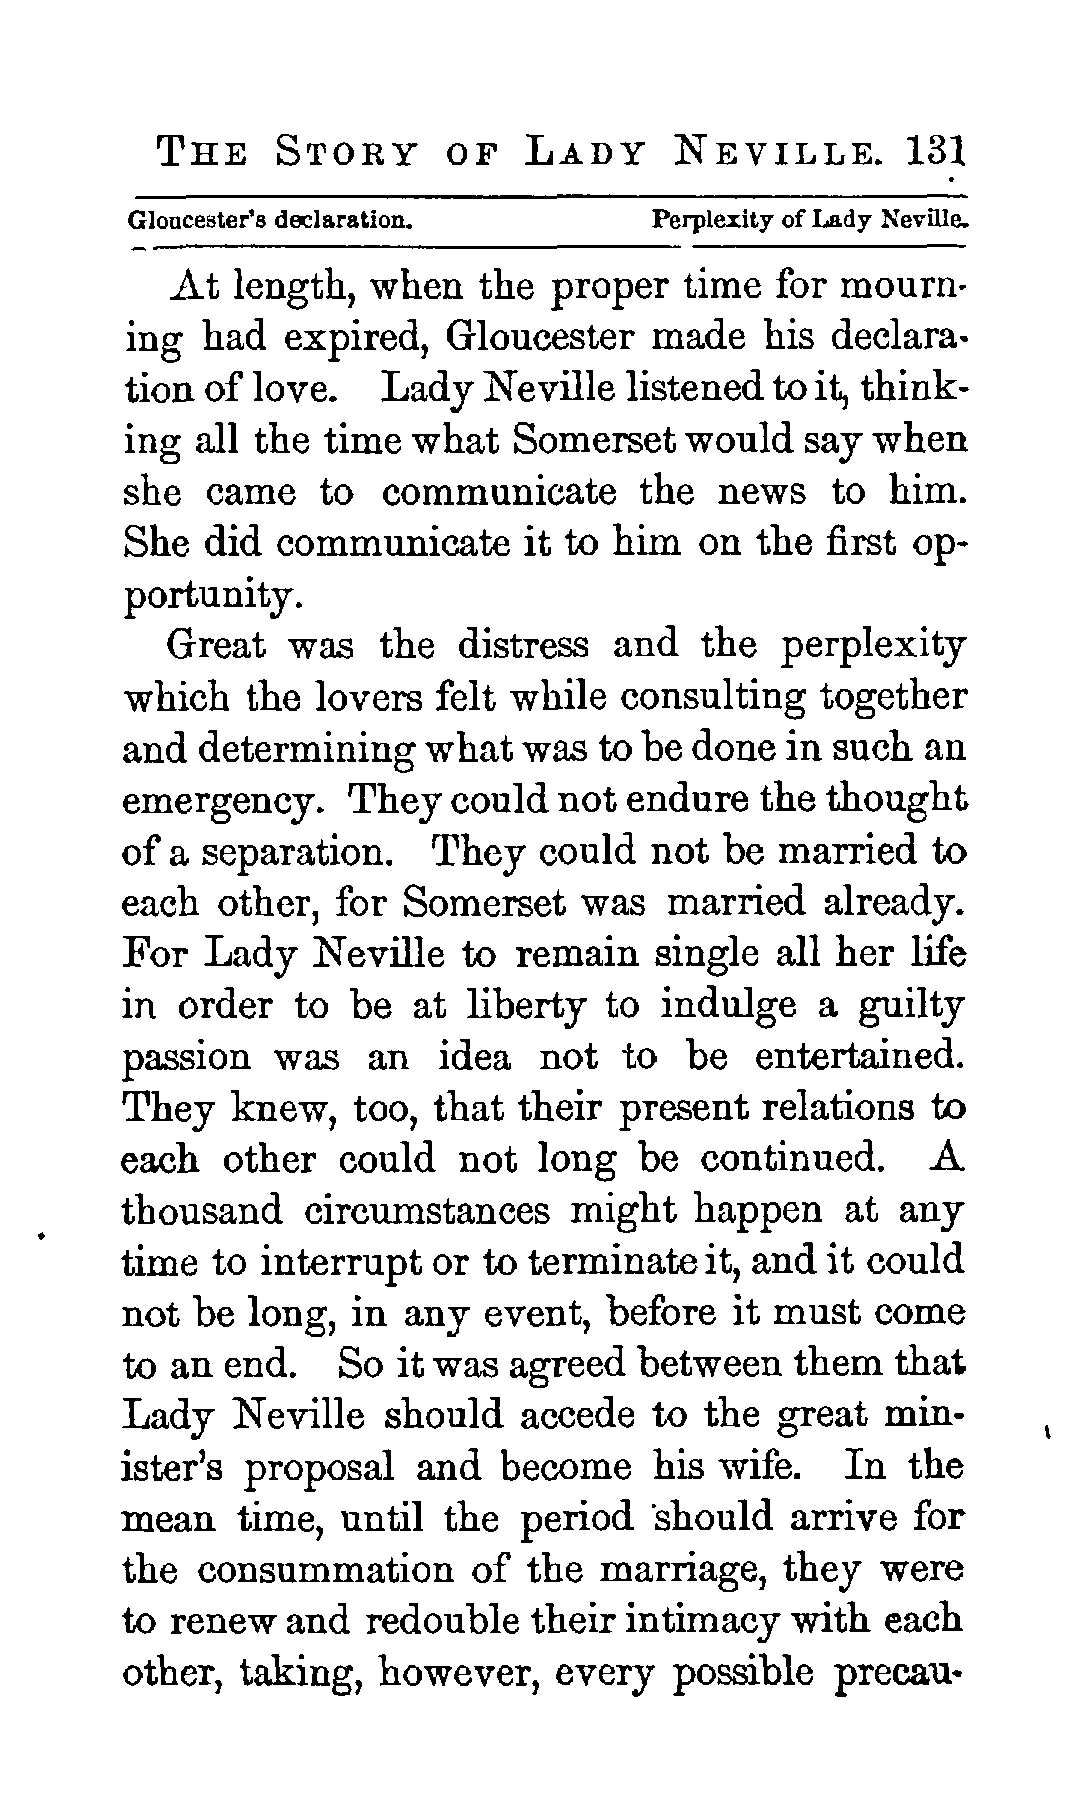 The Story of Lady Neville. 131
Gloucester's declaration. Perplexity of Lady Neville.
At length, when the proper time for mourn-
ing had expired, Gloucester made his declara-
tion of love. Lady Neville listened to it, think-
ing all the time what Somerset would say when
she came to communicate the news to him.
She did communicate it to him on the first op-
portunity.
Great was the distress and the perplexity
which the lovers felt while consulting together
and determining what was to be done in such an
emergency. They could not endure the thought
of a separation. They could not be married to
each other, for Somerset was married already.
For Lady Neville to remain single all her life
in order to be at liberty to indulge a guilty
passion was an idea not to be entertained.
They knew, too, that their present relations to
each other could not long be continued. A
thousand circumstances might happen at any
time to interrupt or to terminate it, and it could
not be long, in any event, before it must come
to an end. So it was agreed between them that
Lady Neville should accede to the great min-
ister's proposal and become his wife. In the
mean time, until the period should arrive for
the consummation of the marriage, they were
to renew and redouble their intimacy with each
other, taking, however, every possible precau-